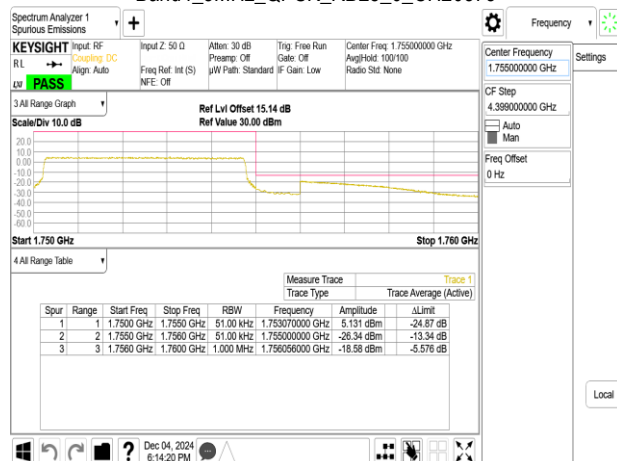 Spectrum Analyzer 1
Spurious Emissions
Frequency
Settings
KEYSIGHT
RL
PASS
Input: RF
Coupling: DC
Align: Auto
Input Z: 50 Ω
Freq Ref: Int (S)
NFE: Off
Atten: 30 dB
Preamp: Off
µW Path: Standard
Trig: Free Run
Gate: Off
IF Gain: Low
Center Freq: 1.755000000 GHz
Avg|Hold: 100/100
Radio Std: None
Center Frequency
1.755000000 GHz
CF Step
4.399000000 GHz
Auto
Man
Freq Offset
0 Hz
Local
3 All Range Graph
Scale/Div 10.0 dB
Ref Lvl Offset 15.14 dB
Ref Value 30.00 dBm
20.0
10.0
0.00
-10.0
-20.0
-30.0
-40.0
-50.0
-60.0
Start 1.750 GHz
Stop 1.760 GHz
4 All Range Table
Measure Trace Trace 1
Trace Type Trace Average (Active)
Spur Range Start Freq Stop Freq RBW Frequency Amplitude ΔLimit
1 1 1.7500 GHz 1.7550 GHz 51.00 kHz 1.753070000 GHz 5.131 dBm -24.87 dB
2 2 1.7550 GHz 1.7560 GHz 51.00 kHz 1.755000000 GHz -26.34 dBm -13.34 dB
3 3 1.7560 GHz 1.7600 GHz 1.000 MHz 1.756056000 GHz -18.58 dBm -5.576 dB
Dec 04, 2024
6:14:20 PM